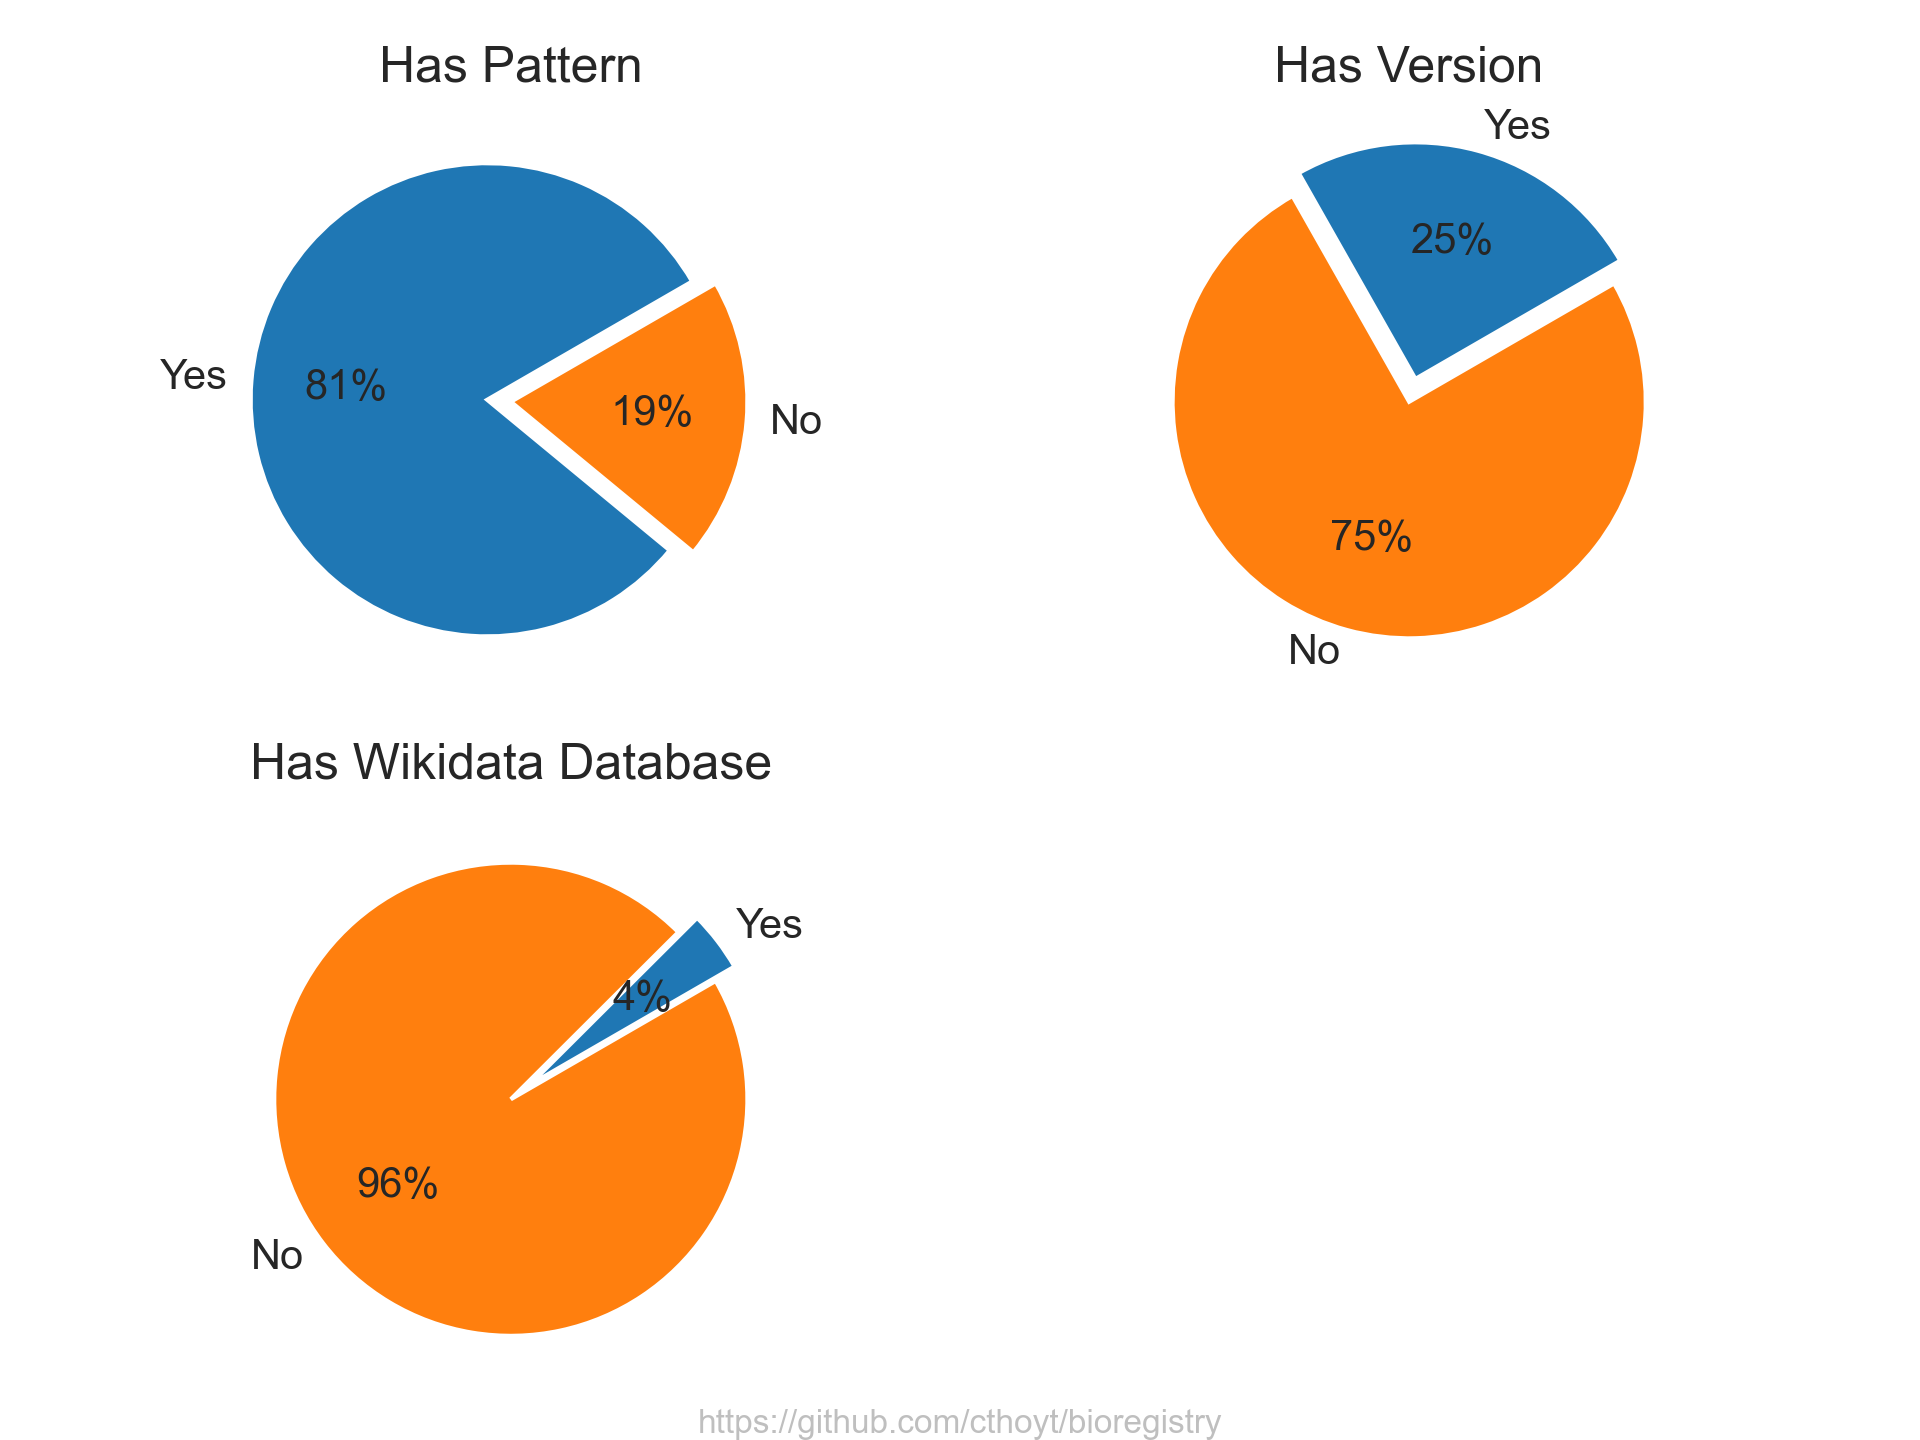 Has Pattern
Yes
81%
19%
No
Has Version
Yes
25%
75%
No
Has Wikidata Database
Yes
4%
96%
No
https://github.com/cthoyt/bioregistry